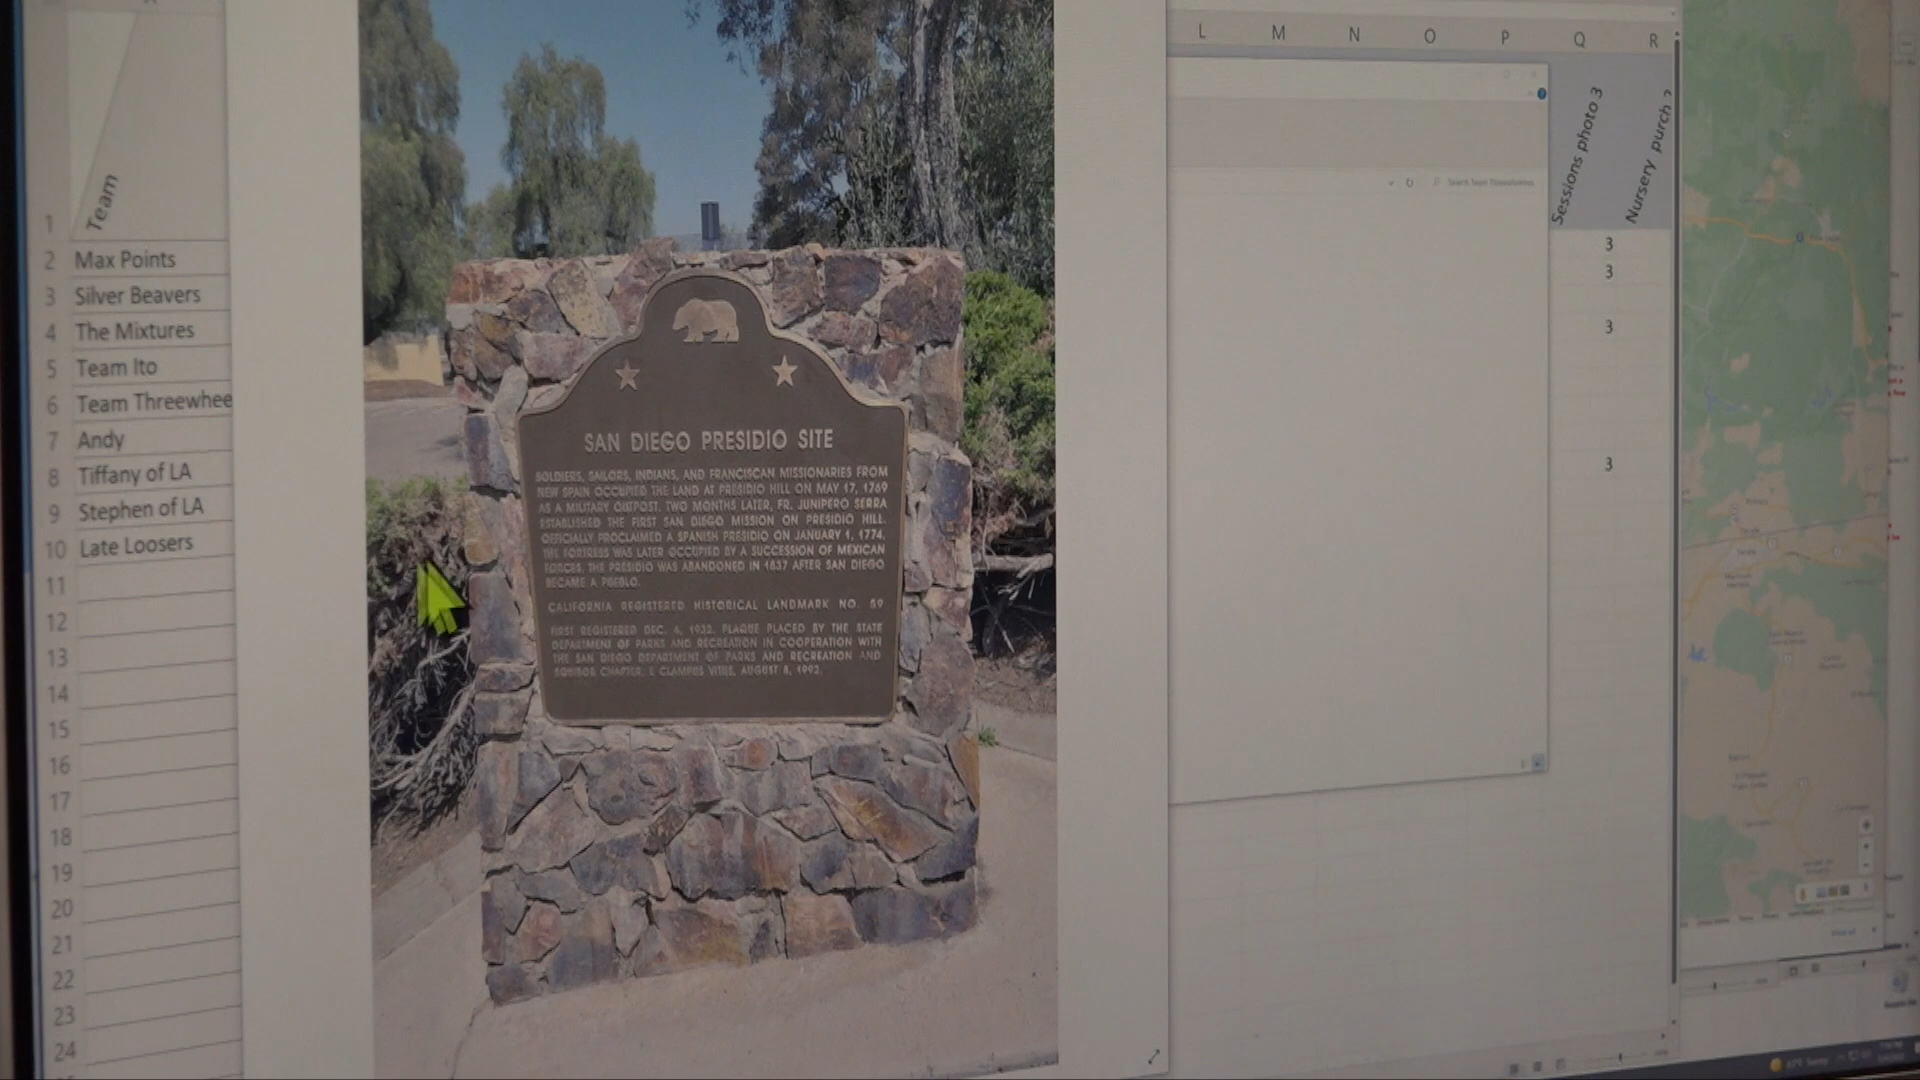 L M N O P Q R
Team
Sessions photo 3
Nursery purch
1
2 Max Points
3 Silver Beavers
4 The Mixtures
5 Team Ito
6 Team Threewhee
7 Andy
8 Tiffany of LA
9 Stephen of LA
10 Late Loosers
11
12
13
14
15
16
17
18
19
20
21
22
23
24
SAN DIEGO PRESIDIO SITE
SOLDIERS, SAILORS, INDIANS, AND FRANCISCAN MISSIONARIES FROM
NEW SPAIN OCCUPIED THE LAND AT PRESIDIO HILL ON MAY 17, 1769
AS A MILITARY OUTPOST. TWO MONTHS LATER, FR. JUNIPERO SERRA
ESTABLISHED THE FIRST SAN DIEGO MISSION ON PRESIDIO HILL.
OFFICIALLY PROCLAIMED A SPANISH PRESIDIO ON JANUARY 1, 1774.
THE FORTRESS WAS LATER OCCUPIED BY A SUCCESSION OF MEXICAN
FORCES. THE PRESIDIO WAS ABANDONED IN 1837 AFTER SAN DIEGO
BECAME A PUEBLO.
CALIFORNIA REGISTERED HISTORICAL LANDMARK NO. 59
FIRST REGISTERED DEC. 6, 1932. PLAQUE PLACED BY THE STATE
DEPARTMENT OF PARKS AND RECREATION IN COOPERATION WITH
THE SAN DIEGO DEPARTMENT OF PARKS AND RECREATION AND
SQUIBOB CHAPTER, E CLAMPUS VITUS, AUGUST 8, 1992.
3
3
3
3